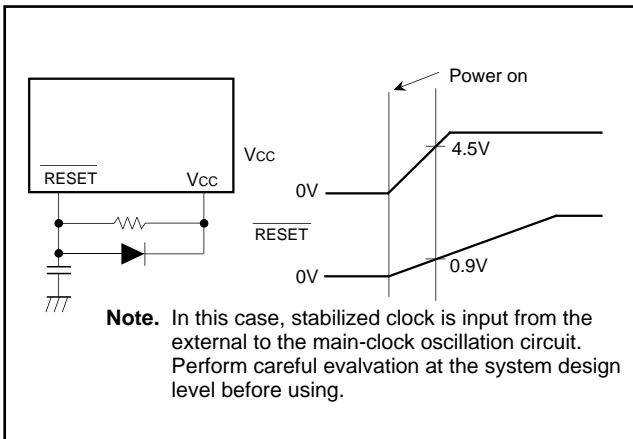 Power on
Vcc
4.5V
RESET
Vcc
0V
RESET
0.9V
0V
Note. In this case, stabilized clock is input from the
external to the main-clock oscillation circuit.
Perform careful evalvation at the system design
level before using.